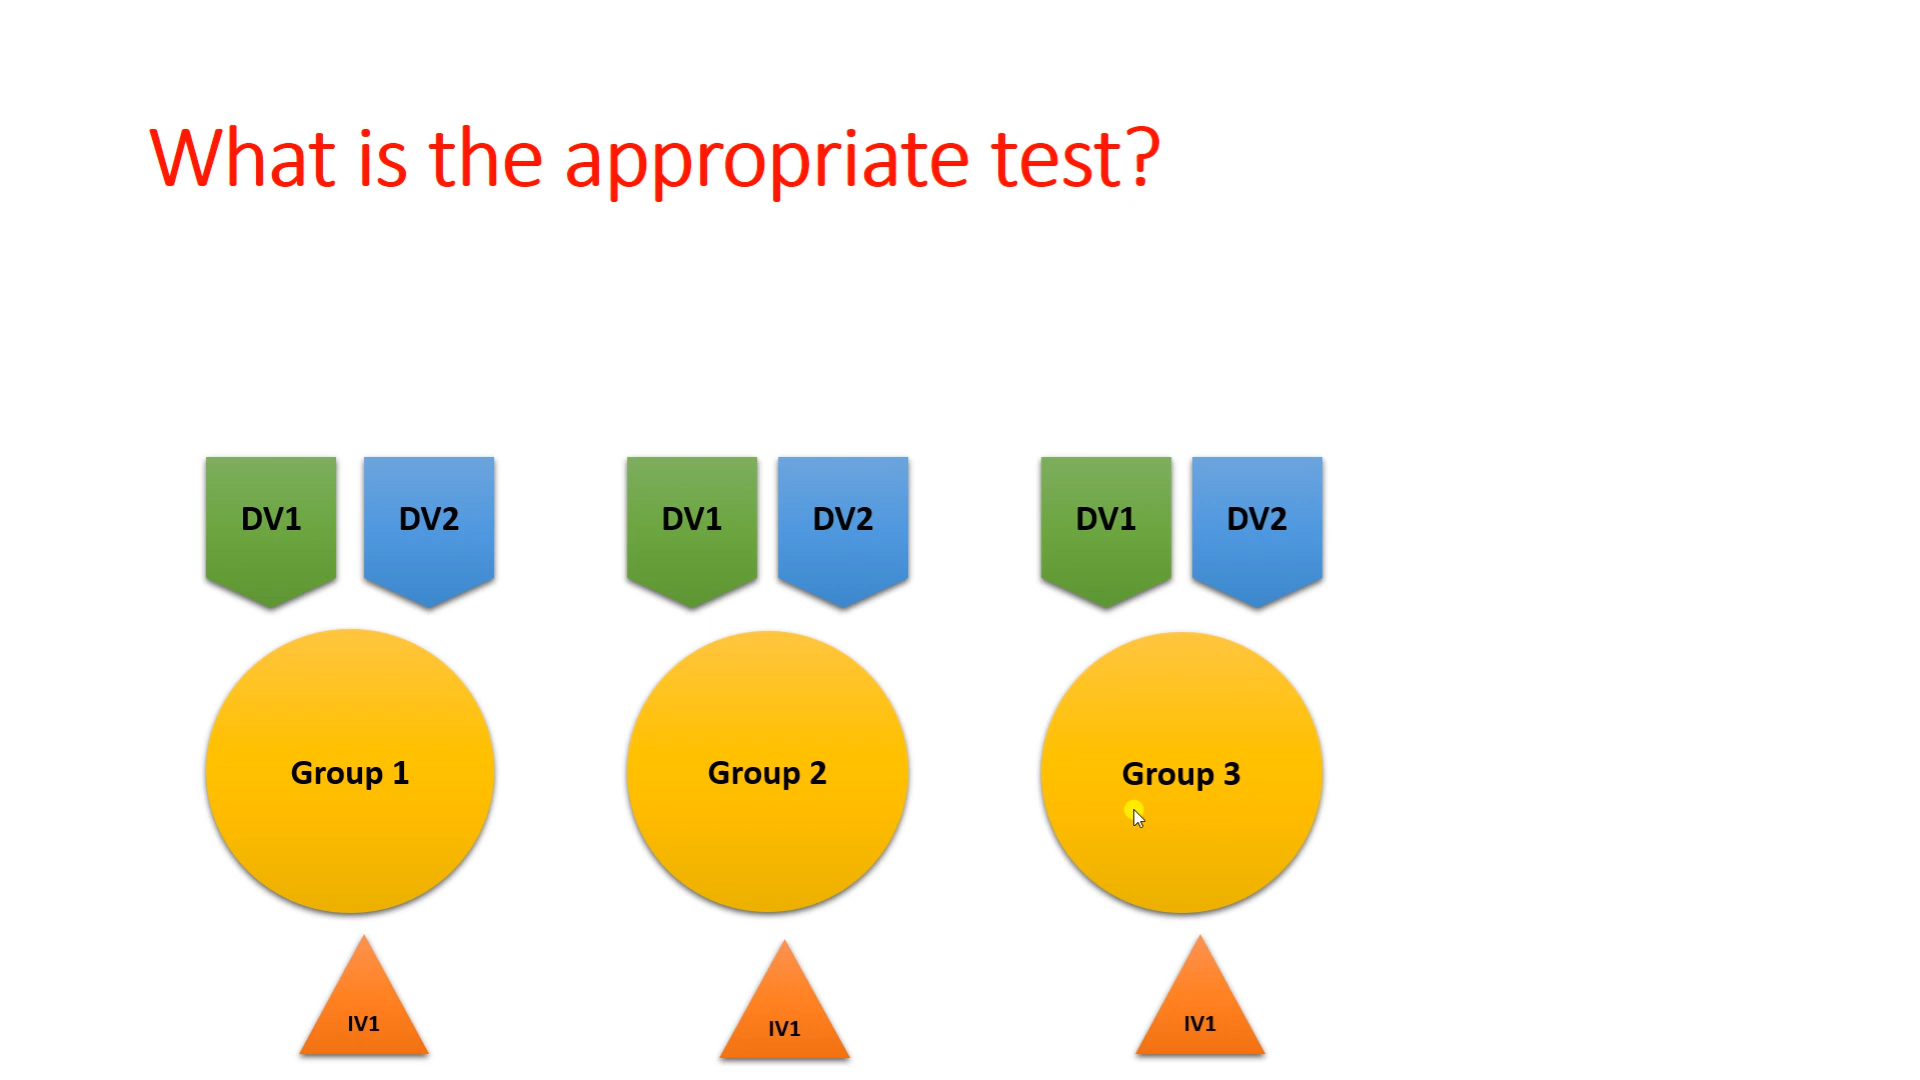 What is the appropriate test?
DV1 DV2 DV1 DV2 DV1 DV2
Group 1 Group 2 Group 3
IV1 IV1 IV1